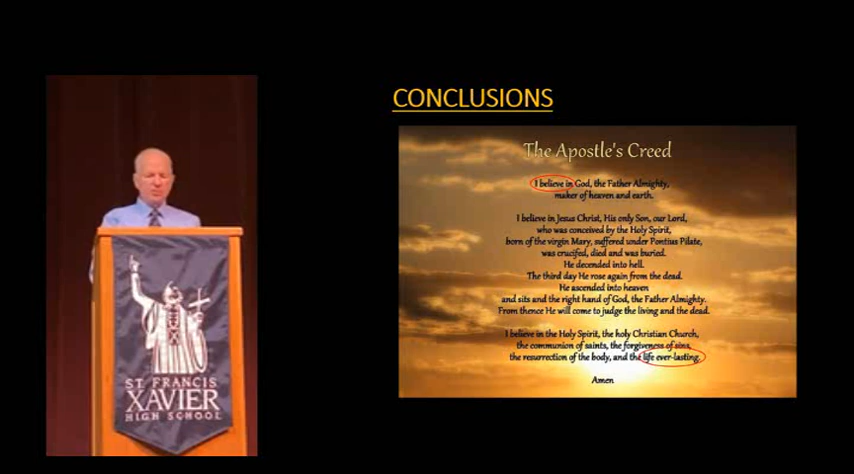 CONCLUSIONS
The Apostle's Creed
I believe in God, the Father Almighty,
maker of heaven and earth.
I believe in Jesus Christ, His only Son, our Lord,
who was conceived by the Holy Spirit,
born of the virgin Mary, suffered under Pontius Pilate,
was crucified, died and was buried.
He decended into hell.
The third day He rose again from the dead.
He ascended into heaven
and sits and the right hand of God, the Father Almighty.
From thence He will come to judge the living and the dead.
I believe in the Holy Spirit, the holy Christian Church,
the communion of saints, the forgiveness of sins,
the resurrection of the body, and the life ever-lasting.
Amen
ST. FRANCIS
XAVIER
HIGH SCHOOL